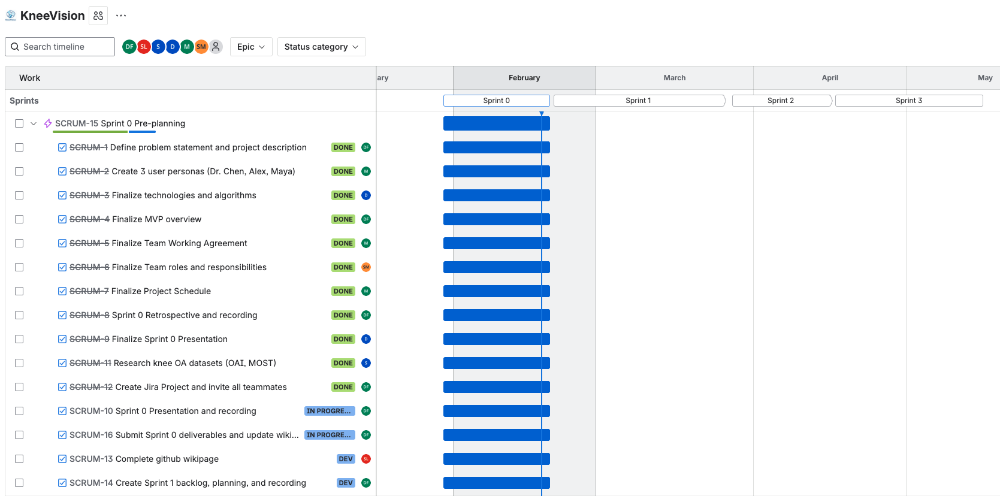 KneeVision
Search timeline
DF SL S D M SM
Epic
Status category
Work
ary February March April May
Sprints
Sprint 0 Sprint 1 Sprint 2 Sprint 3
SCRUM-15 Sprint 0 Pre-planning
SCRUM-1 Define problem statement and project description DONE DF
SCRUM-2 Create 3 user personas (Dr. Chen, Alex, Maya) DONE M
SCRUM-3 Finalize technologies and algorithms DONE D
SCRUM-4 Finalize MVP overview DONE DF
SCRUM-5 Finalize Team Working Agreement DONE M
SCRUM-6 Finalize Team roles and responsibilities DONE SM
SCRUM-7 Finalize Project Schedule DONE M
SCRUM-8 Sprint 0 Retrospective and recording DONE DF
SCRUM-9 Finalize Sprint 0 Presentation DONE D
SCRUM-11 Research knee OA datasets (OAI, MOST) DONE S
SCRUM-12 Create Jira Project and invite all teammates DONE DF
SCRUM-10 Sprint 0 Presentation and recording IN PROGRE... DF
SCRUM-16 Submit Sprint 0 deliverables and update wiki... IN PROGRE... DF
SCRUM-13 Complete github wikipage DEV SL
SCRUM-14 Create Sprint 1 backlog, planning, and recording DEV DF